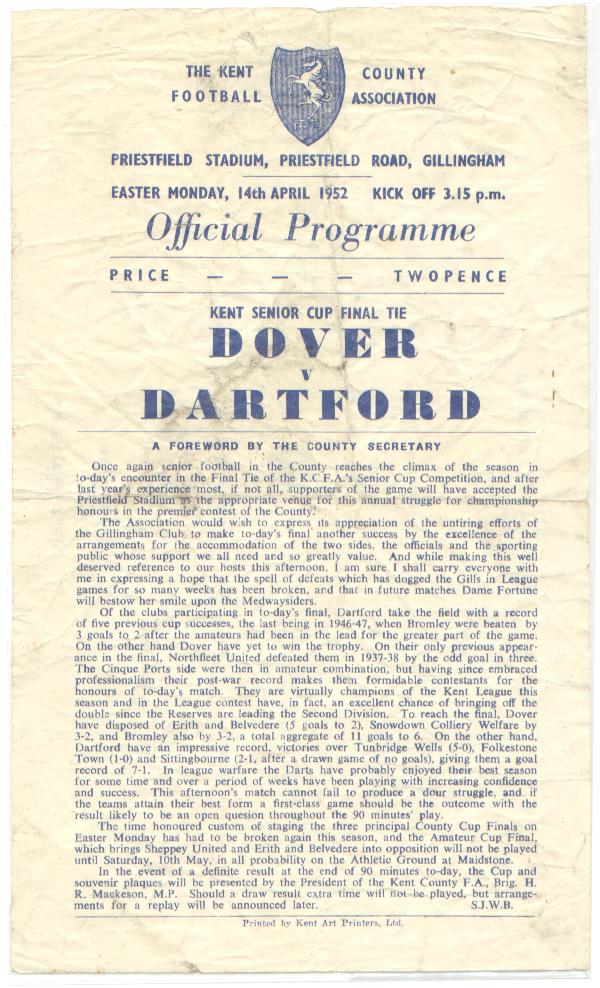 THE KENT COUNTY
FOOTBALL ASSOCIATION
PRIESTFIELD STADIUM, PRIESTFIELD ROAD, GILLINGHAM
EASTER MONDAY, 14th APRIL 1952 KICK OFF 3.15 p.m.
Official Programme
PRICE — — — TWOPENCE
KENT SENIOR CUP FINAL TIE
DOVER
v
DARTFORD
A FOREWORD BY THE COUNTY SECRETARY
Once again senior football in the County reaches the climax of the season in
to-day's encounter in the Final Tie of the K.C.F.A.'s Senior Cup Competition, and after
last year's experience most, if not all, supporters of the game will have accepted the
Priestfield Stadium as the appropriate venue for this annual struggle for championship
honours in the premier contest of the County.
The Association would wish to express its appreciation of the untiring efforts of
the Gillingham Club to make to-day's final another success by the excellence of the
arrangements for the accommodation of the two sides, the officials and the sporting
public whose support we all need and so greatly value. And while making this well
deserved reference to our hosts this afternoon, I am sure I shall carry everyone with
me in expressing a hope that the spell of defeats which has dogged the Gills in League
games for so many weeks has been broken, and that in future matches Dame Fortune
will bestow her smile upon the Medwaysiders.
Of the clubs participating in to-day's final, Dartford take the field with a record
of five previous cup successes, the last being in 1946-47, when Bromley were beaten by
3 goals to 2 after the amateurs had been in the lead for the greater part of the game.
On the other hand Dover have yet to win the trophy. On their only previous appear-
ance in the final, Northfleet United defeated them in 1937-38 by the odd goal in three.
The Cinque Ports side were then in amateur combination, but having since embraced
professionalism their post-war record makes them formidable contestants for the
honours of to-day's match. They are virtually champions of the Kent League this
season and in the League contest have, in fact, an excellent chance of bringing off the
double since the Reserves are leading the Second Division. To reach the final, Dover
have disposed of Erith and Belvedere (5 goals to 2), Snowdown Colliery Welfare by
3-2, and Bromley also by 3-2, a total aggregate of 11 goals to 6. On the other hand,
Dartford have an impressive record, victories over Tunbridge Wells (5-0), Folkestone
Town (1-0) and Sittingbourne (2-1, after a drawn game of no goals), giving them a goal
record of 7-1. In league warfare the Darts have probably enjoyed their best season
for some time and over a period of weeks have been playing with increasing confidence
and success. This afternoon's match cannot fail to produce a dour struggle, and if
the teams attain their best form a first-class game should be the outcome with the
result likely to be an open quesion throughout the 90 minutes' play.
The time honoured custom of staging the three principal County Cup Finals on
Easter Monday has had to be broken again this season, and the Amateur Cup Final,
which brings Sheppey United and Erith and Belvedere into opposition will not be played
until Saturday, 10th May, in all probability on the Athletic Ground at Maidstone.
In the event of a definite result at the end of 90 minutes to-day, the Cup and
souvenir plaques will be presented by the President of the Kent County F.A., Brig. H.
R. Mackeson, M.P. Should a draw result extra time will not be played, but arrange-
ments for a replay will be announced later. S.J.W.B.
Printed by Kent Art Printers, Ltd.